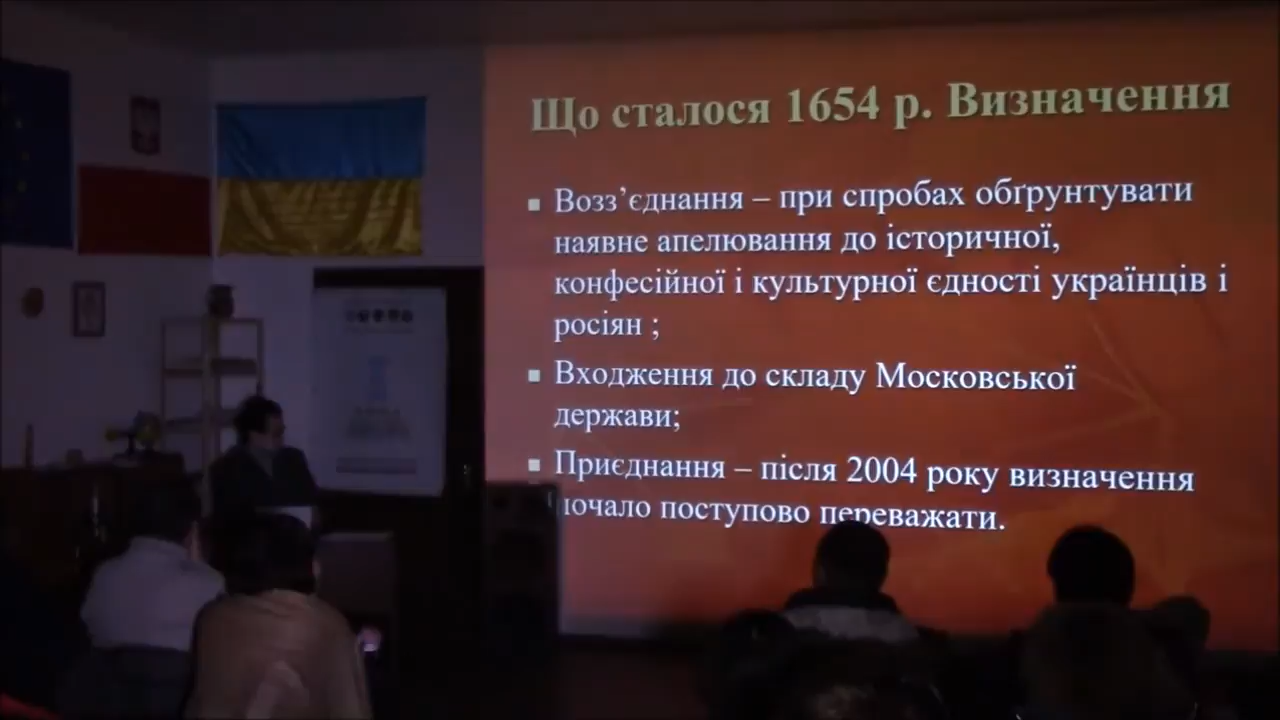 Що сталося 1654 р. Визначення
▪ Возз’єднання – при спробах обґрунтувати
наявне апелювання до історичної,
конфесійної і культурної єдності українців і
росіян ;
▪ Входження до складу Московської
держави;
▪ Приєднання – після 2004 року визначення
почало поступово переважати.